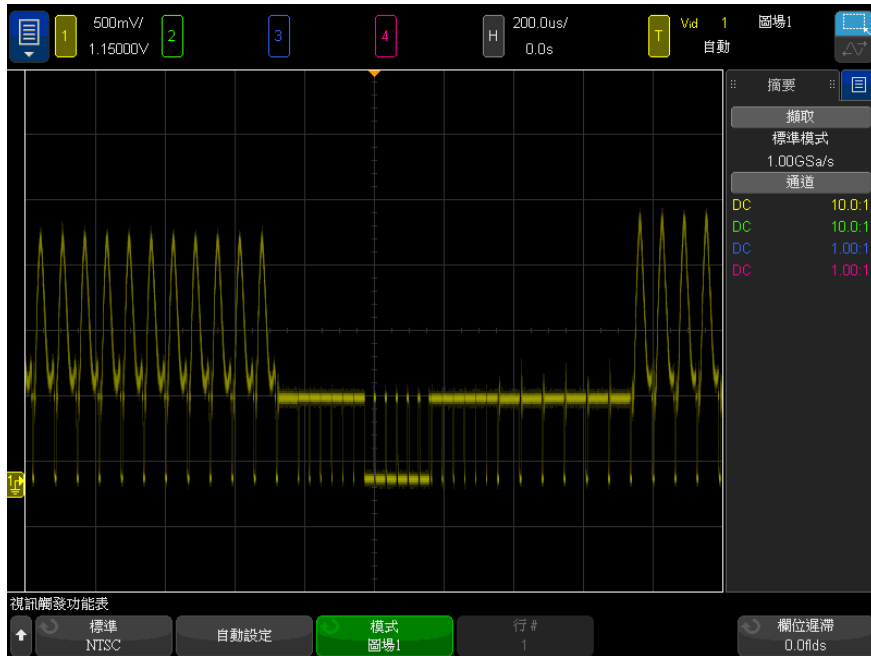 1
500mV/
1.15000V
2
3
4
H
200.0us/
0.0s
T
Vid 1
圖場1
自動
摘要
擷取
標準模式
1.00GSa/s
通道
DC 10.0:1
DC 10.0:1
DC 1.00:1
DC 1.00:1
1
視訊觸發功能表
標準
NTSC
自動設定
模式
圖場1
行 #
1
欄位遲滯
0.0flds